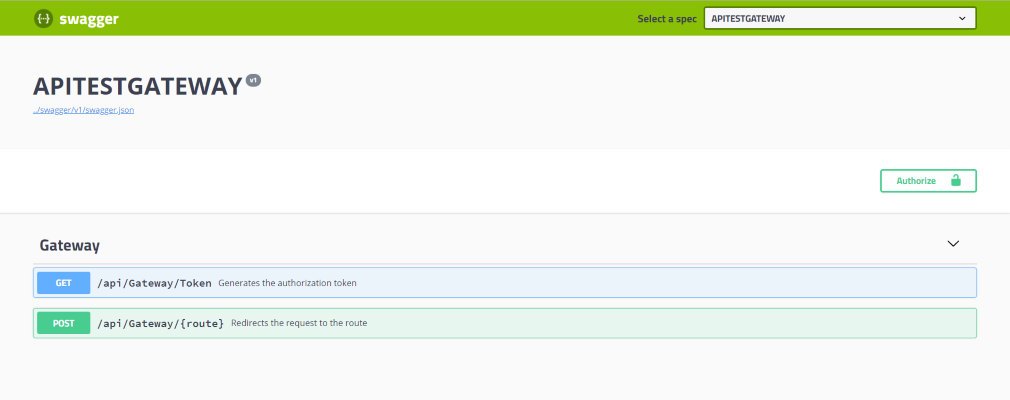 {···} swagger
Select a spec
APITESTGATEWAY
APITESTGATEWAY v1
../swagger/v1/swagger.json
Authorize
Gateway
GET /api/Gateway/Token Generates the authorization token
POST /api/Gateway/{route} Redirects the request to the route